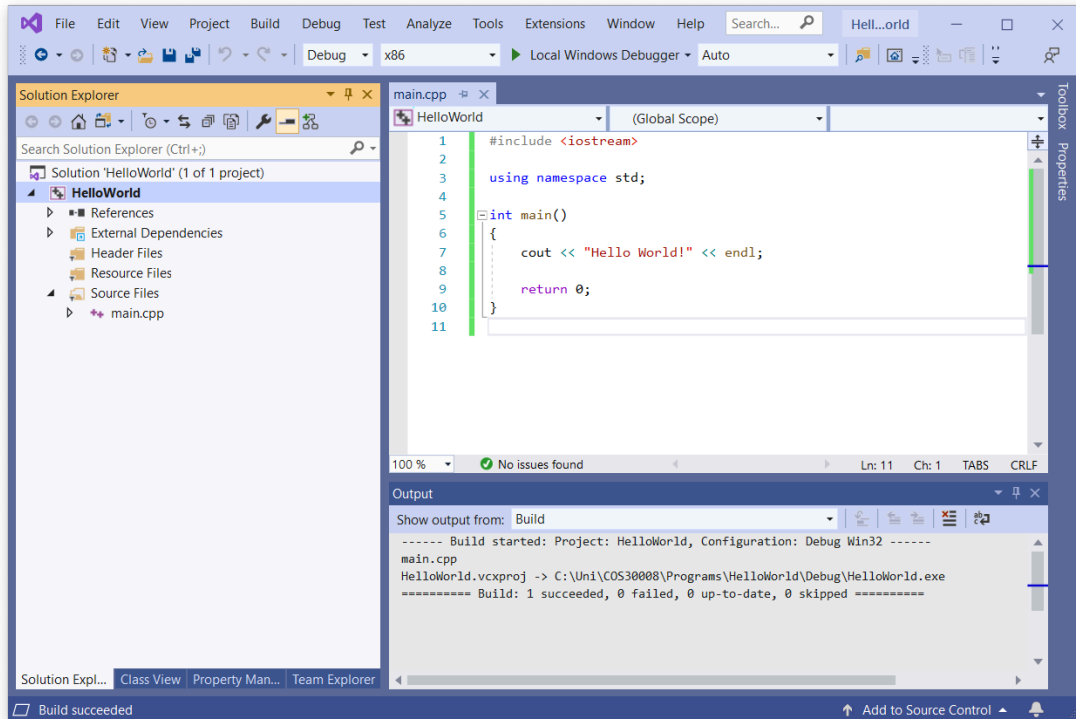 File Edit View Project Build Debug Test Analyze Tools Extensions Window Help Search... Hell...orld
Debug x86 Local Windows Debugger Auto
Solution Explorer
Search Solution Explorer (Ctrl+;)
Solution 'HelloWorld' (1 of 1 project)
HelloWorld
References
External Dependencies
Header Files
Resource Files
Source Files
main.cpp
Solution Expl... Class View Property Man... Team Explorer
main.cpp
HelloWorld (Global Scope)
1 #include <iostream>
2
3 using namespace std;
4
5 int main()
6 {
7 cout << "Hello World!" << endl;
8
9 return 0;
10 }
11
100 % No issues found Ln: 11 Ch: 1 TABS CRLF
Output
Show output from: Build
------ Build started: Project: HelloWorld, Configuration: Debug Win32 ------
main.cpp
HelloWorld.vcxproj -> C:\Uni\COS30008\Programs\HelloWorld\Debug\HelloWorld.exe
========== Build: 1 succeeded, 0 failed, 0 up-to-date, 0 skipped ==========
Toolbox
Properties
Build succeeded Add to Source Control